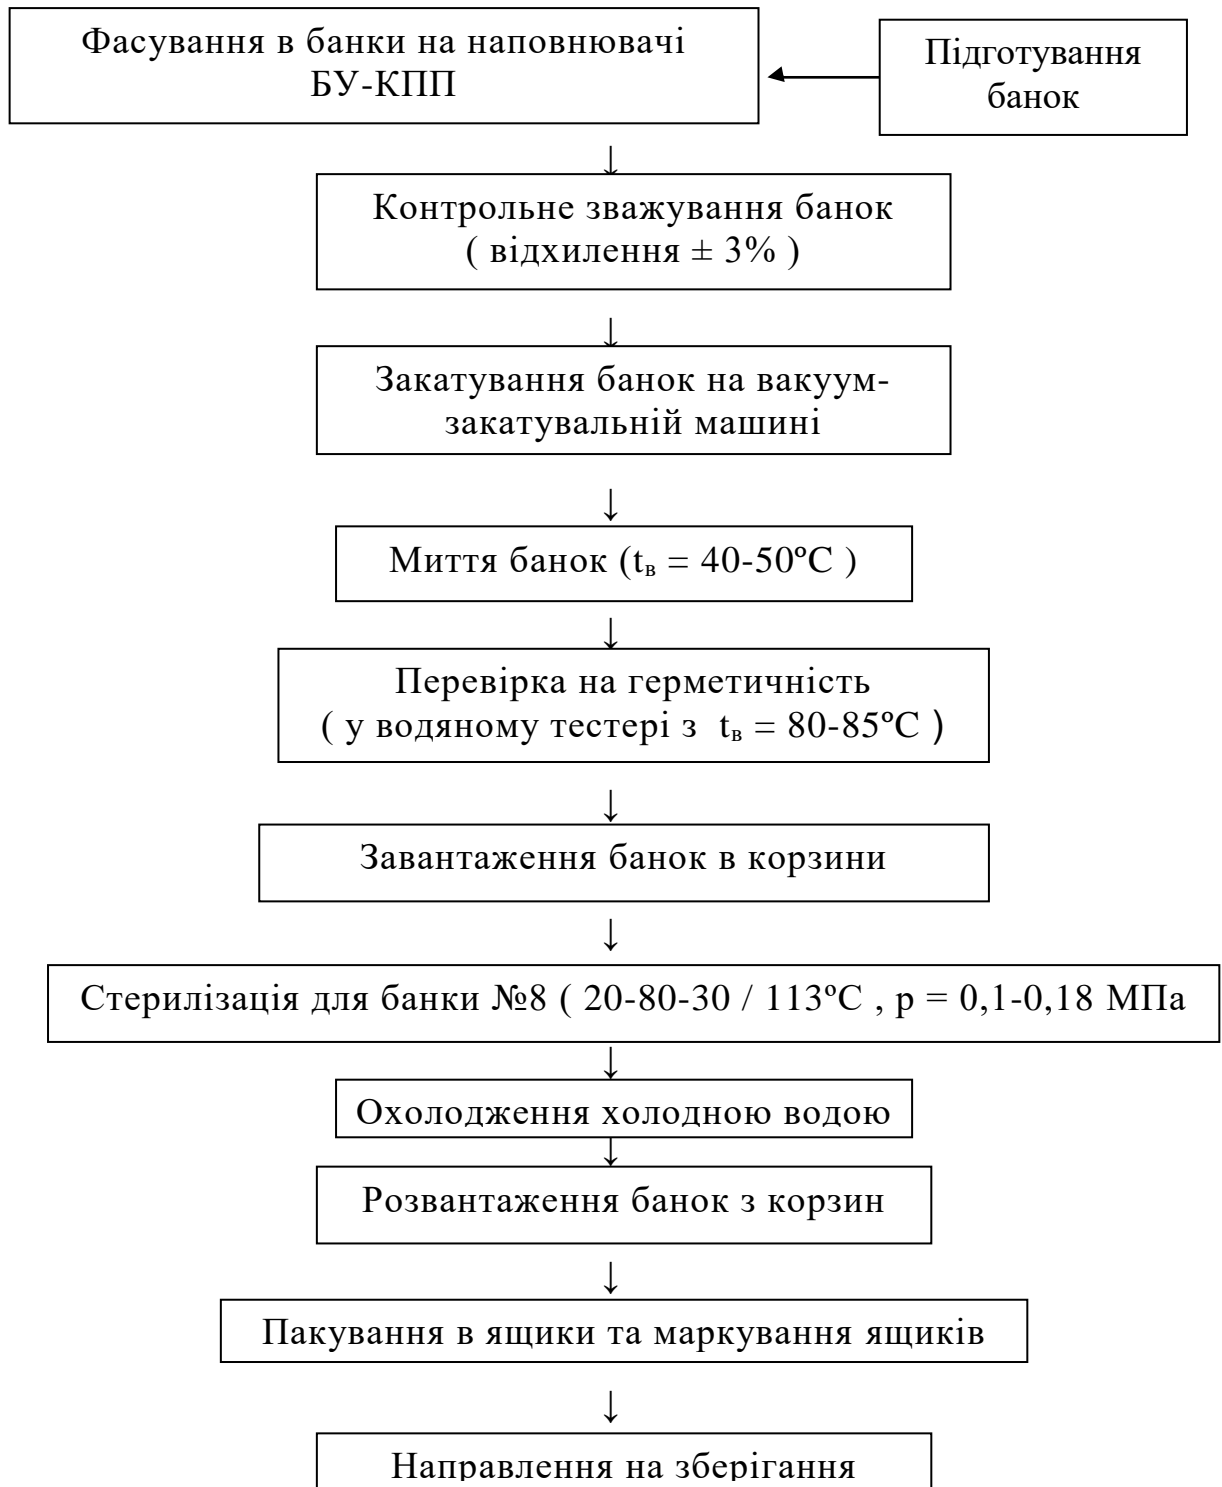 Фасування в банки на наповнювачі
БУ-КПП
Підготування
банок
↓
Контрольне зважування банок
( відхилення ± 3% )
↓
Закатування банок на вакуум-
закатувальній машині
↓
Миття банок (tв = 40-50ºС )
↓
Перевірка на герметичність
( у водяному тестері з tв = 80-85ºС )
↓
Завантаження банок в корзини
↓
Стерилізація для банки №8 ( 20-80-30 / 113ºС , р = 0,1-0,18 МПа
↓
Охолодження холодною водою
↓
Розвантаження банок з корзин
↓
Пакування в ящики та маркування ящиків
↓
Направлення на зберігання